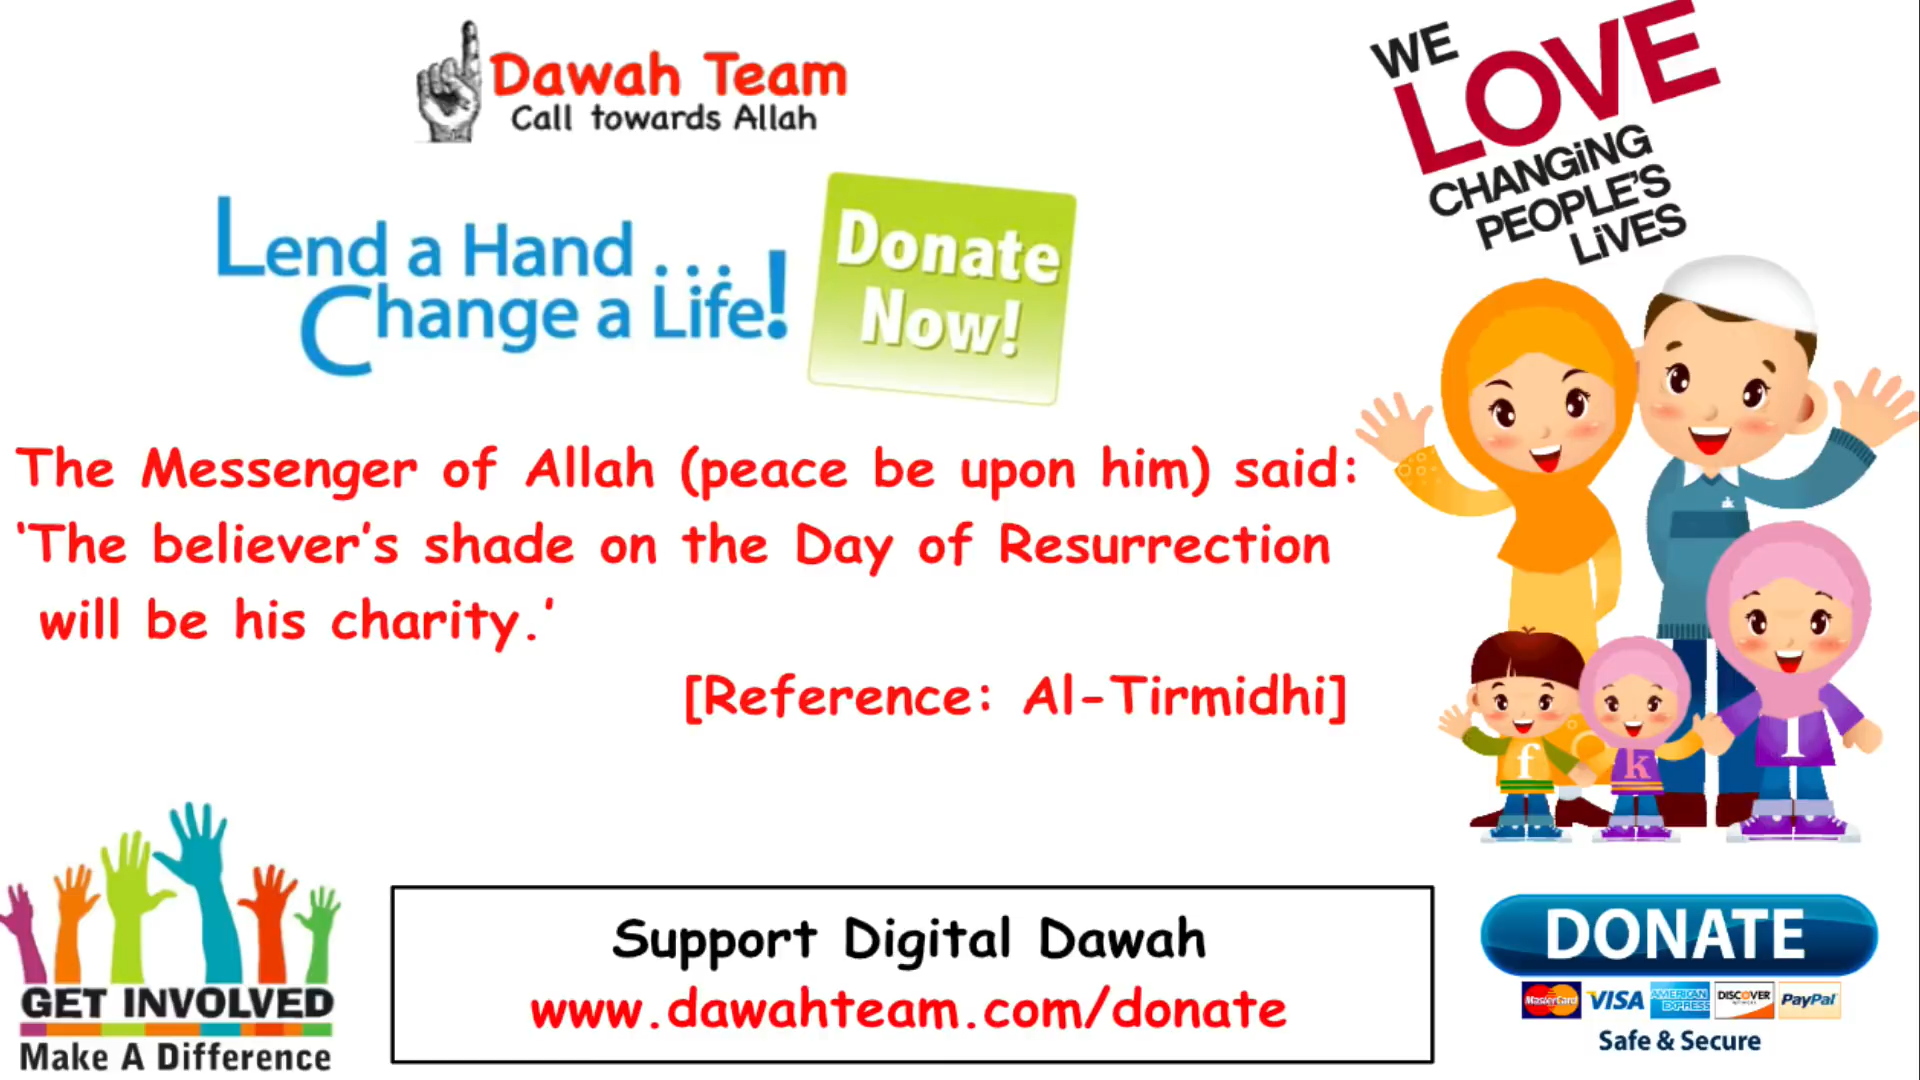 Dawah Team
Call towards Allah
WE
LOVE
CHANGiNG
PEOPLE'S
LiVES
Lend a Hand ...
Change a Life!
Donate
Now!
The Messenger of Allah (peace be upon him) said:
‘The believer’s shade on the Day of Resurrection
will be his charity.’
[Reference: Al-Tirmidhi]
f
k
l
GET INVOLVED
Make A Difference
Support Digital Dawah
www.dawahteam.com/donate
DONATE
MasterCard VISA AMERICAN EXPRESS DISCOVER PayPal
Safe & Secure